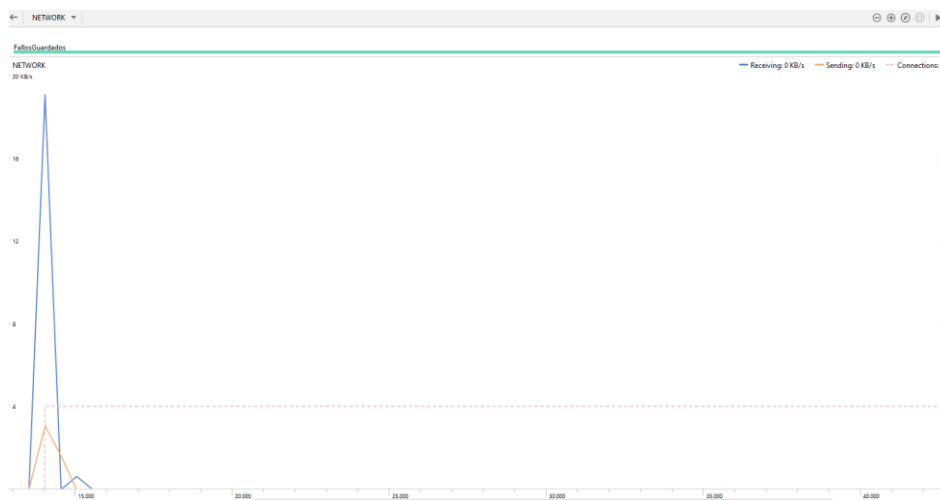 NETWORK
FallosGuardados
NETWORK
Receiving: 0 KB/s Sending: 0 KB/s Connections:
20 KB/s
16
12
8
4
15.000 20.000 25.000 30.000 35.000 40.000